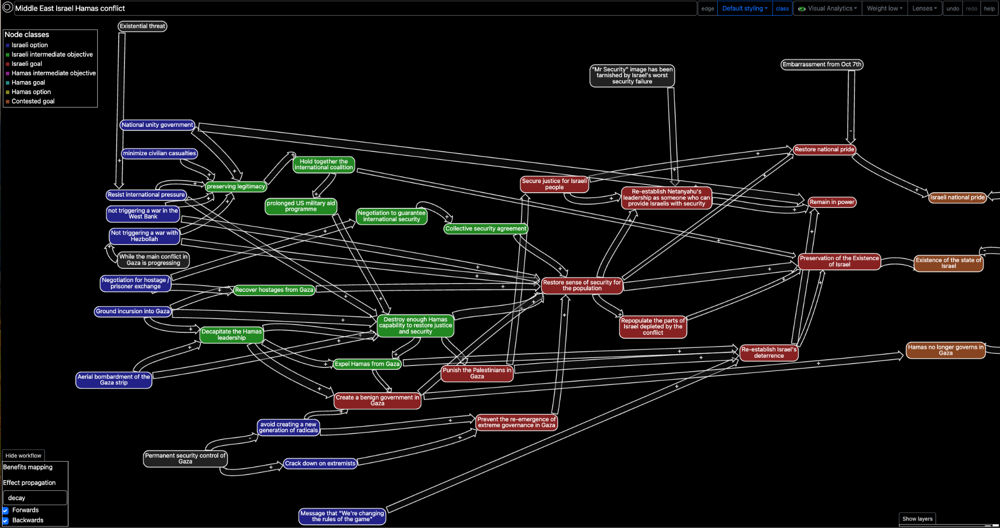 Middle East Israel Hamas conflict
edge
Default styling
class
Visual Analytics
Weight low
Lenses
undo
redo
help
Existential threat
Node classes
Israeli option
Israeli intermediate objective
Israeli goal
Hamas intermediate objective
Hamas goal
Hamas option
Contested goal
"Mr Security" image has been
tarnished by Israel's worst
security failure
Embarrassment from Oct 7th
National unity government
minimize civilian casualties
Hold together the
international coalition
Restore national pride
preserving legitimacy
Secure justice for Israeli
people
Resist international pressure
Re-establish Netanyahu's
leadership as someone who can
provide Israelis with security
Remain in power
Israeli national pride
prolonged US military aid
programme
not triggering a war in the
West Bank
Negotiation to guarantee
international security
Collective security agreement
Not triggering a war with
Hezbollah
While the main conflict in
Gaza is progressing
Preservation of the Existence
of Israel
Existence of the state of
Israel
Negotiation for hostage /
prisoner exchange
Recover hostages from Gaza
Restore sense of security for
the population
Ground incursion into Gaza
Destroy enough Hamas
capability to restore justice
and security
Repopulate the parts of
Israel depleted by the
conflict
Decapitate the Hamas
leadership
Re-establish Israel's
deterrence
Hamas no longer governs in
Gaza
Expel Hamas from Gaza
Punish the Palestinians in
Gaza
Aerial bombardment of the
Gaza strip
Create a benign government in
Gaza
avoid creating a new
generation of radicals
Prevent the re-emergence of
extreme governance in Gaza
Permanent security control of
Gaza
Crack down on extremists
Message that "We're changing
the rules of the game"
Hide workflow
Benefits mapping
Effect propagation
decay
Forwards
Backwards
Show layers